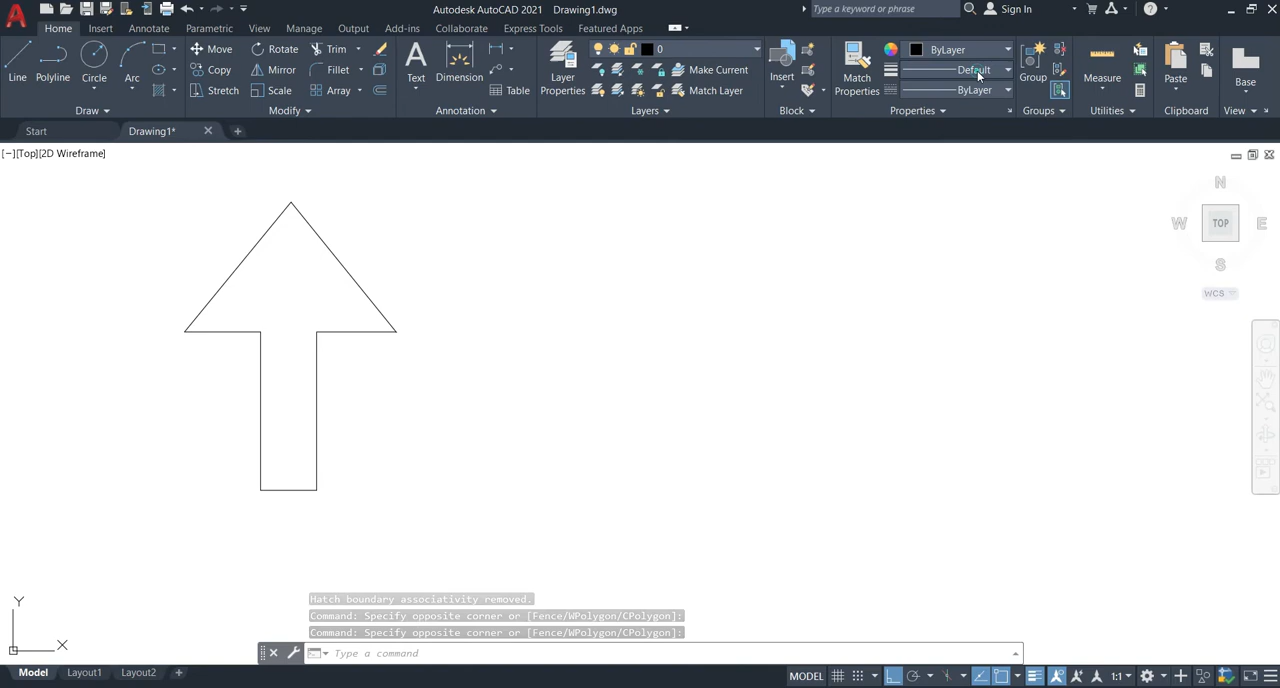 Autodesk AutoCAD 2021 Drawing1.dwg
Type a keyword or phrase
Sign In
Home Insert Annotate Parametric View Manage Output Add-ins Collaborate Express Tools Featured Apps
Line
Polyline
Circle
Arc
Draw
Move
Rotate
Trim
Copy
Mirror
Fillet
Stretch
Scale
Array
Modify
Text
Dimension
Table
Annotation
Layer
Properties
0
Make Current
Match Layer
Layers
Insert
Block
Match
Properties
ByLayer
Default
ByLayer
Properties
Group
Groups
Measure
Utilities
Paste
Clipboard
Base
View
Start
Drawing1*
[−][Top][2D Wireframe]
N
W
TOP
E
S
WCS
Y
X
Hatch boundary associativity removed.
Command: Specify opposite corner or [Fence/WPolygon/CPolygon]:
Command: Specify opposite corner or [Fence/WPolygon/CPolygon]:
Type a command
Model Layout1 Layout2
MODEL
1:1